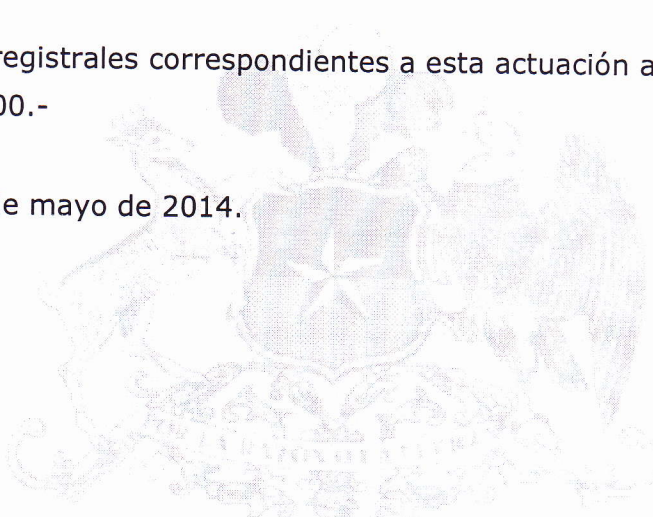 registrales correspondientes a esta actuación a
00.-
e mayo de 2014.